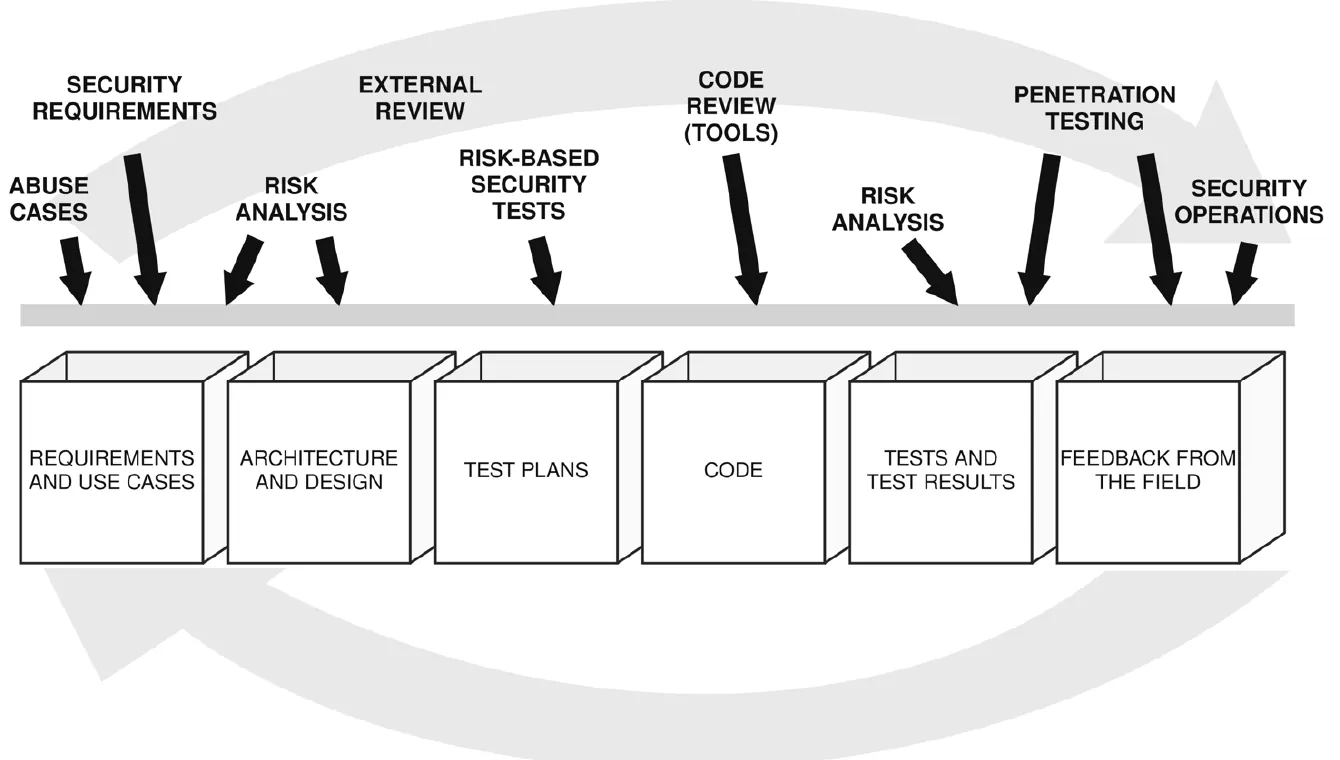 SECURITY
REQUIREMENTS
EXTERNAL
REVIEW
CODE
REVIEW
(TOOLS)
PENETRATION
TESTING
ABUSE
CASES
RISK
ANALYSIS
RISK-BASED
SECURITY
TESTS
RISK
ANALYSIS
SECURITY
OPERATIONS
REQUIREMENTS
AND USE CASES
ARCHITECTURE
AND DESIGN
TEST PLANS
CODE
TESTS AND
TEST RESULTS
FEEDBACK FROM
THE FIELD